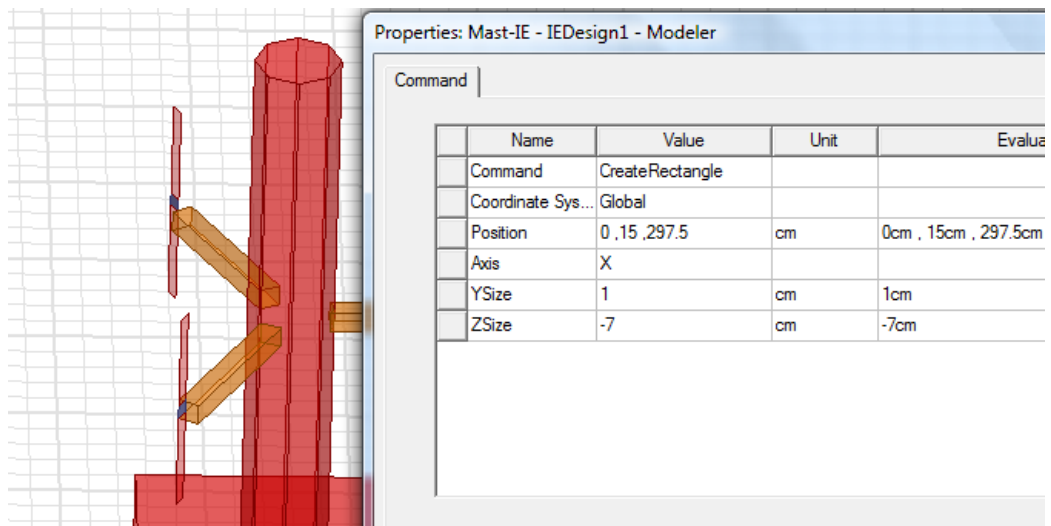 Properties: Mast-IE - IEDesign1 - Modeler
Command
Name Value Unit Evalua
Command CreateRectangle
Coordinate Sys... Global
Position 0 ,15 ,297.5 cm 0cm , 15cm , 297.5cm
Axis X
YSize 1 cm 1cm
ZSize -7 cm -7cm